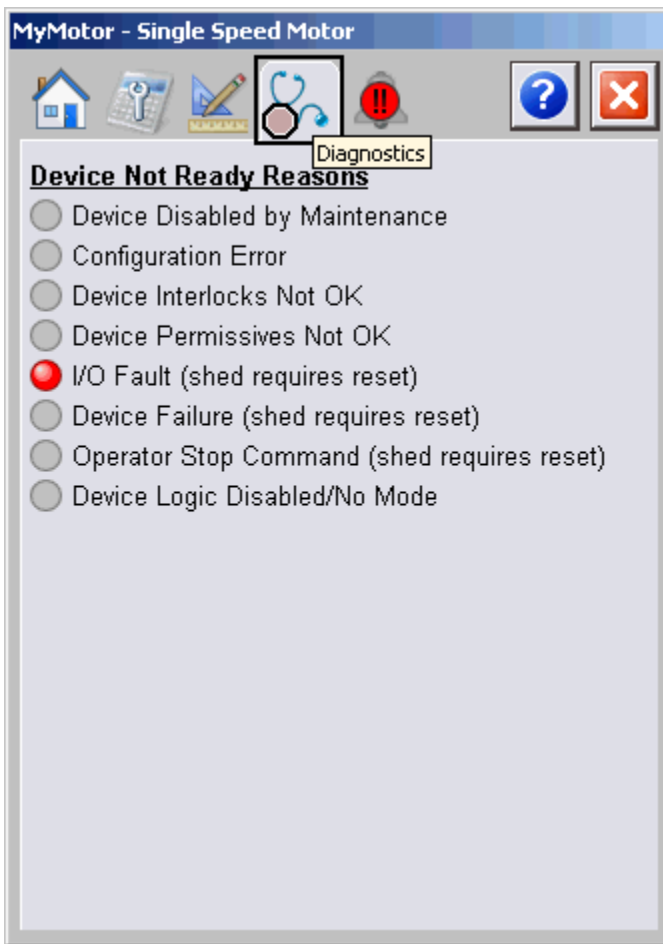 MyMotor - Single Speed Motor
Diagnostics
Device Not Ready Reasons
Device Disabled by Maintenance
Configuration Error
Device Interlocks Not OK
Device Permissives Not OK
I/O Fault (shed requires reset)
Device Failure (shed requires reset)
Operator Stop Command (shed requires reset)
Device Logic Disabled/No Mode